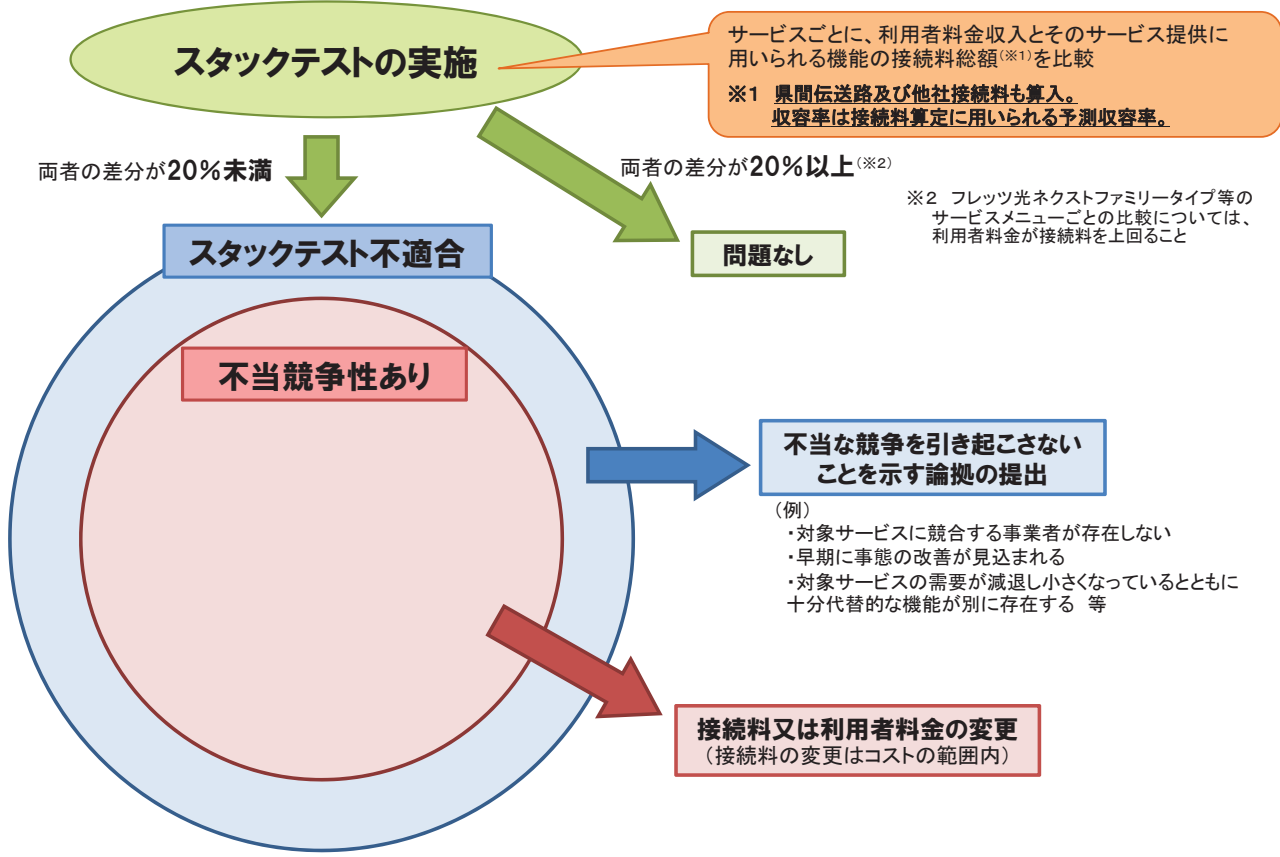 スタックテストの実施
サービスごとに、利用者料金収入とそのサービス提供に
用いられる機能の接続料総額(※1)を比較
※1　県間伝送路及び他社接続料も算入。
収容率は接続料算定に用いられる予測収容率。
両者の差分が20%未満
両者の差分が20%以上(※2)
※2　フレッツ光ネクストファミリータイプ等の
サービスメニューごとの比較については、
利用者料金が接続料を上回ること
スタックテスト不適合
問題なし
不当競争性あり
不当な競争を引き起こさない
ことを示す論拠の提出
（例）
・対象サービスに競合する事業者が存在しない
・早期に事態の改善が見込まれる
・対象サービスの需要が減退し小さくなっているとともに
十分代替的な機能が別に存在する　等
接続料又は利用者料金の変更
（接続料の変更はコストの範囲内）